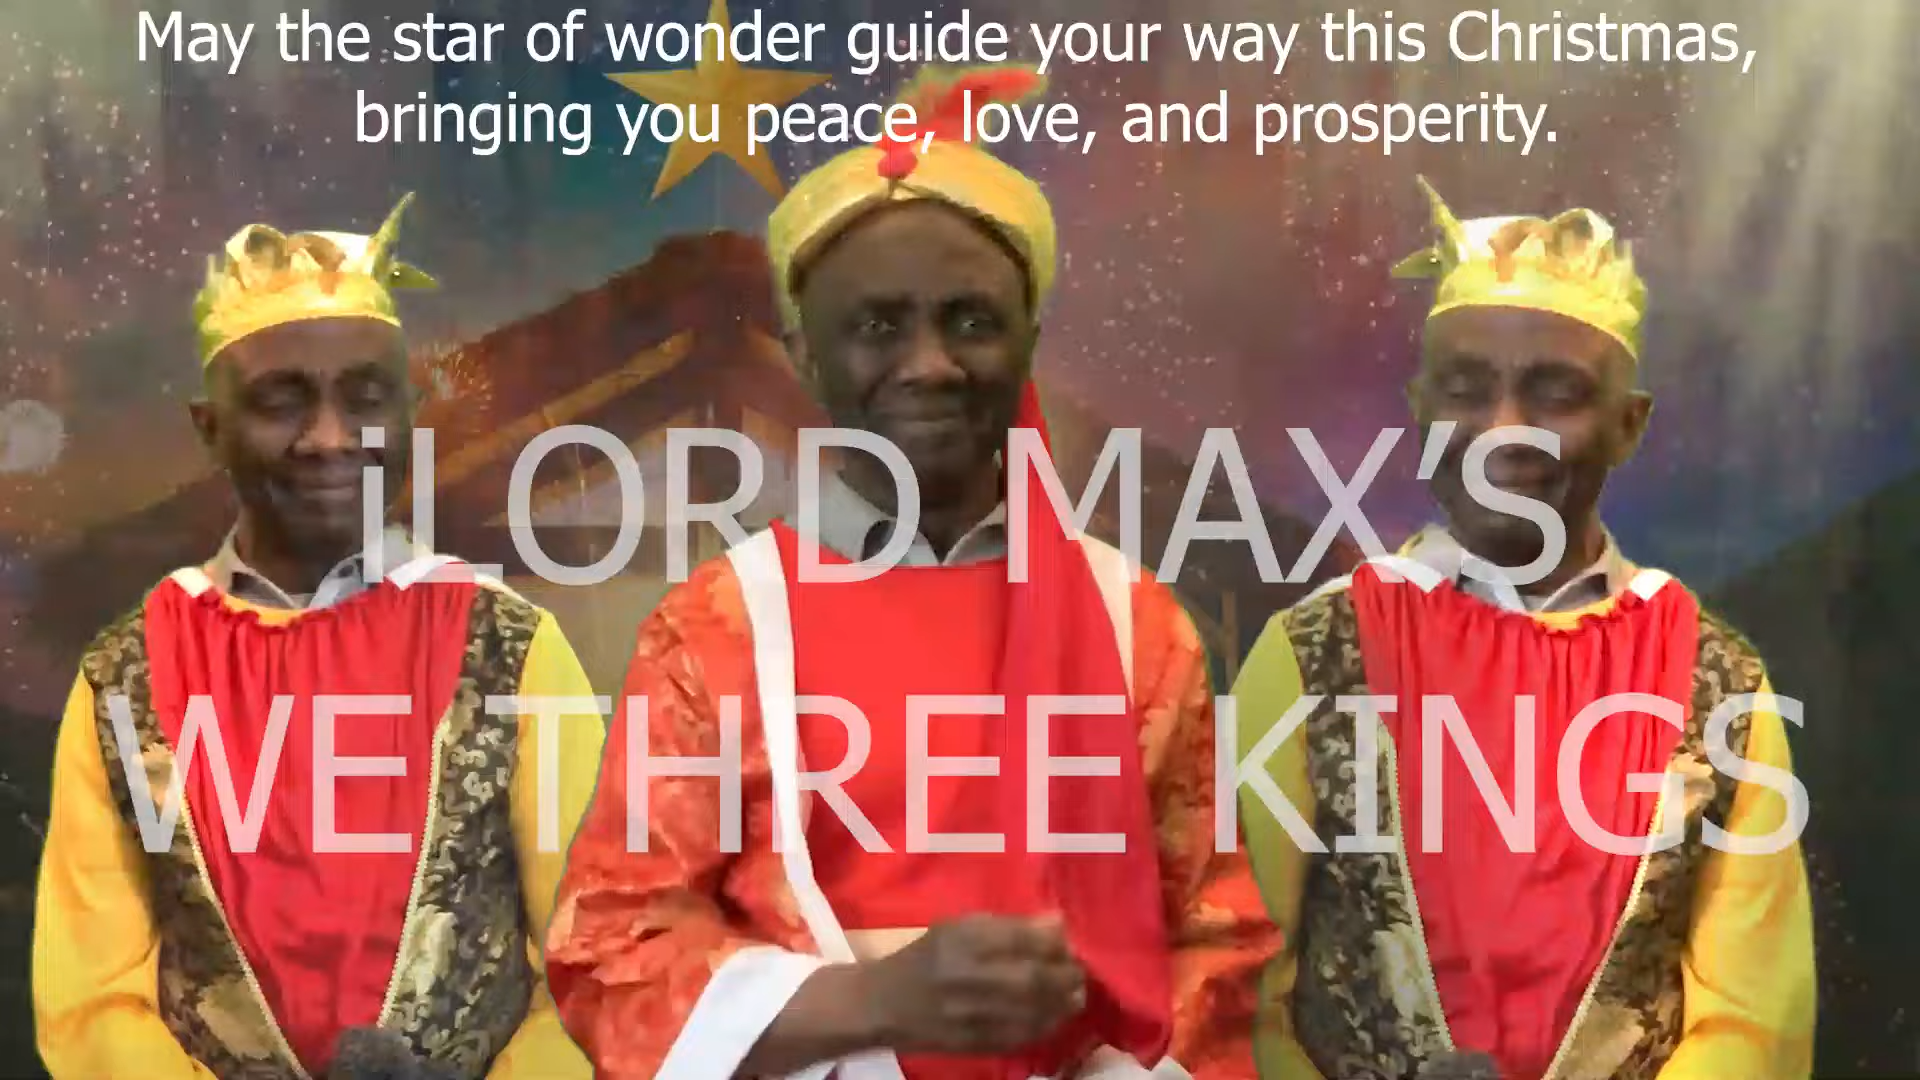 May the star of wonder guide your way this Christmas,
bringing you peace, love, and prosperity.
iLORD MAX’S
WE THREE KINGS